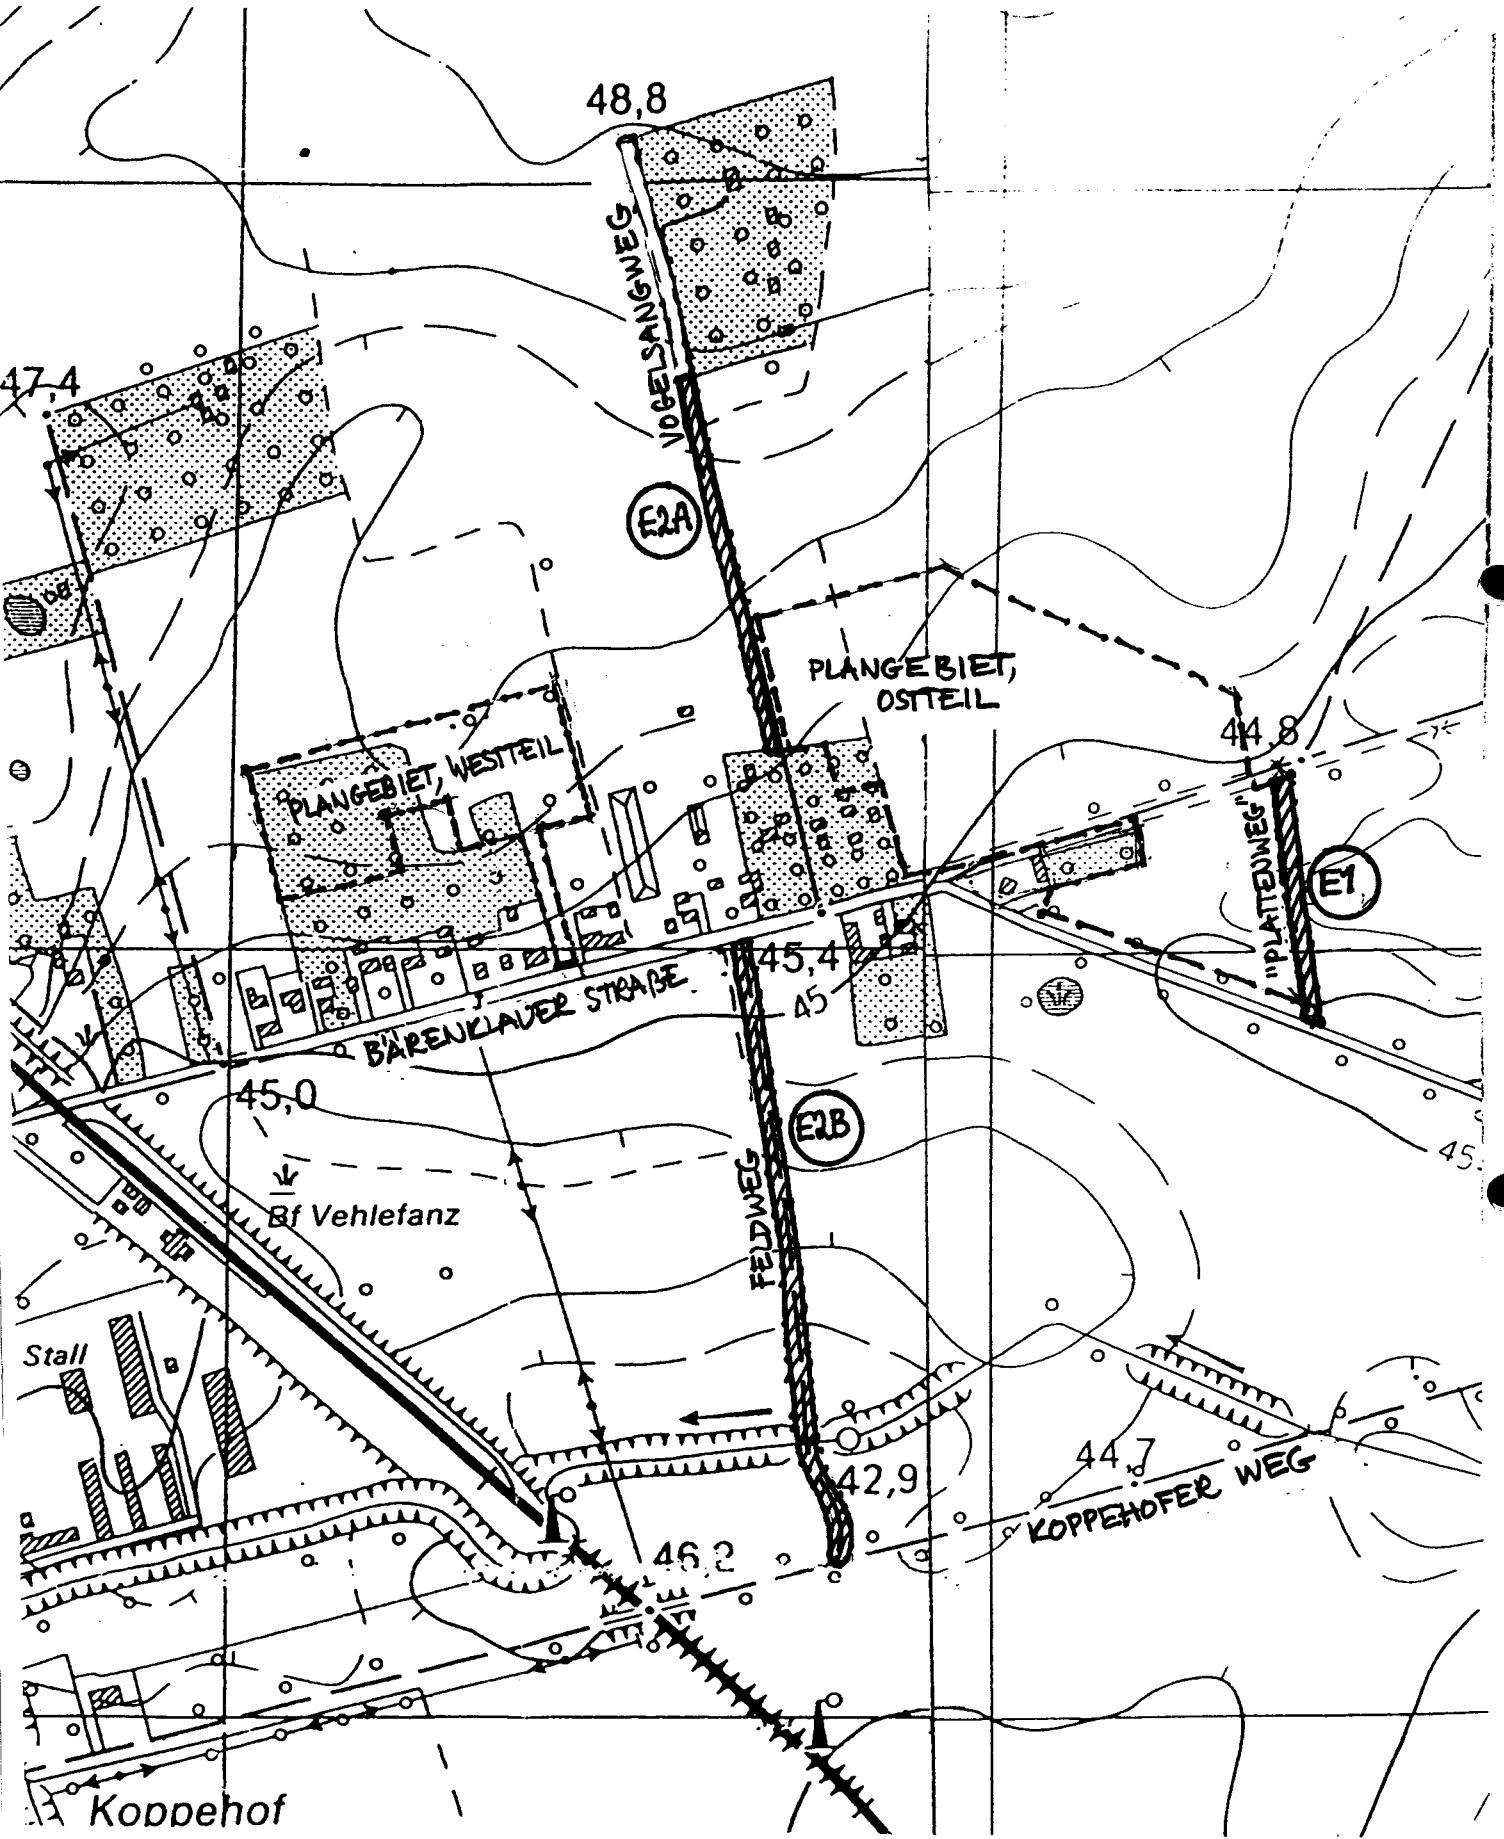 48,8
VOGELSANGWEG
47,4
E2A
PLANGEBIET,
OSTTEIL
44,8
PLANGEBIET, WESTTEIL
"PLATTENWEG"
E1
45,4
45
BÄRENKLAUER STRAßE
45,0
E2B
45
Bf Vehlefanz
FELDWEG
Stall
44,7
42,9
KOPPEHOFER WEG
46,2
Koppehof